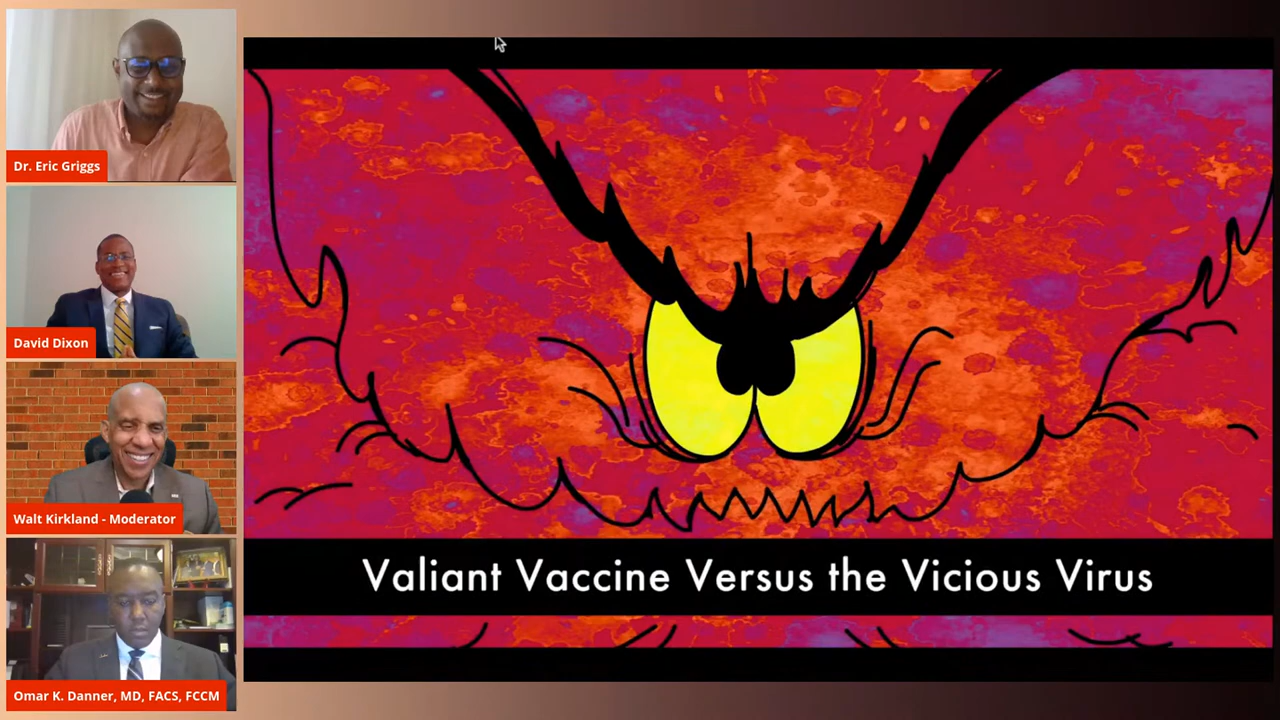 Dr. Eric Griggs
David Dixon
Walt Kirkland - Moderator
Omar K. Danner, MD, FACS, FCCM
Valiant Vaccine Versus the Vicious Virus